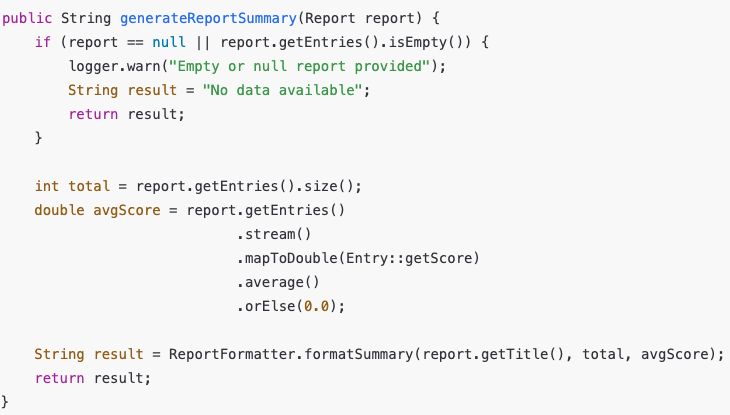 public String generateReportSummary(Report report) {
    if (report == null || report.getEntries().isEmpty()) {
        logger.warn("Empty or null report provided");
        String result = "No data available";
        return result;
    }

    int total = report.getEntries().size();
    double avgScore = report.getEntries()
                            .stream()
                            .mapToDouble(Entry::getScore)
                            .average()
                            .orElse(0.0);

    String result = ReportFormatter.formatSummary(report.getTitle(), total, avgScore);
    return result;
}